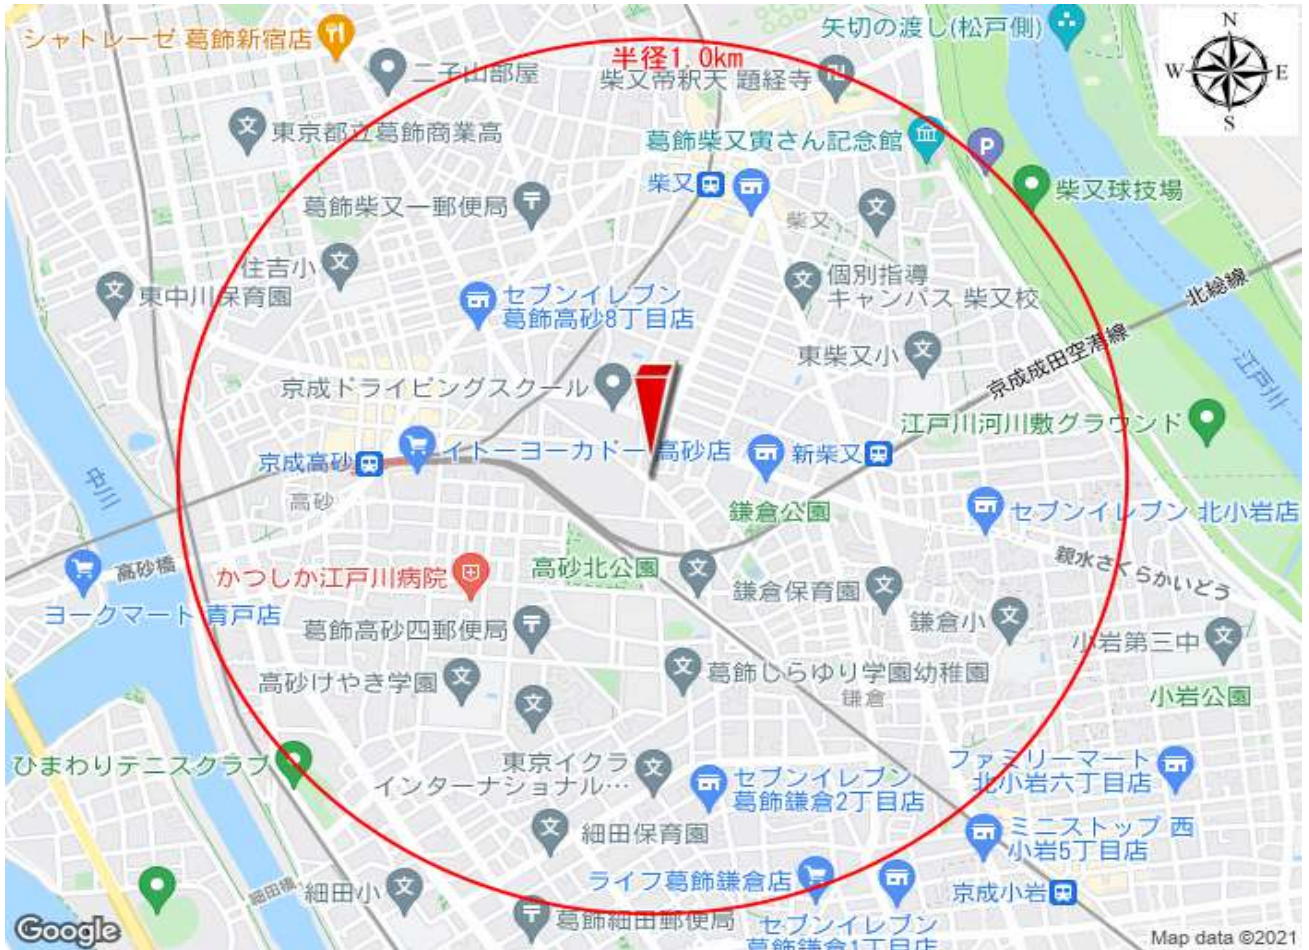 シャトレーゼ 葛飾新宿店
二子山部屋
半径1.0km
柴又帝釈天 題経寺
矢切の渡し(松戸側)
N
W
E
S
東京都立葛飾商業高
葛飾柴又寅さん記念館
P
柴又
柴又球技場
葛飾柴又一郵便局
柴又
住吉小
東中川保育園
セブンイレブン
葛飾高砂8丁目店
個別指導
キャンパス 柴又校
北総線
京成成田空港線
東柴又小
江戸川
京成ドライビングスクール
江戸川河川敷グラウンド
京成高砂
イトーヨーカドー 高砂店
新柴又
中川
高砂
鎌倉公園
セブンイレブン 北小岩店
高砂橋
かつしか江戸川病院
高砂北公園
鎌倉保育園
親水さくらかいどう
ヨークマート 青戸店
葛飾高砂四郵便局
鎌倉小
小岩第三中
高砂けやき学園
葛飾しらゆり学園幼稚園
鎌倉
小岩公園
ひまわりテニスクラブ
東京イクラ
インターナショナル…
セブンイレブン
葛飾鎌倉2丁目店
ファミリーマート
北小岩六丁目店
細田保育園
ミニストップ 西
小岩5丁目店
細田橋
細田小
ライフ葛飾鎌倉店
京成小岩
葛飾細田郵便局
セブンイレブン
葛飾鎌倉1丁目店
Google
Map data ©2021